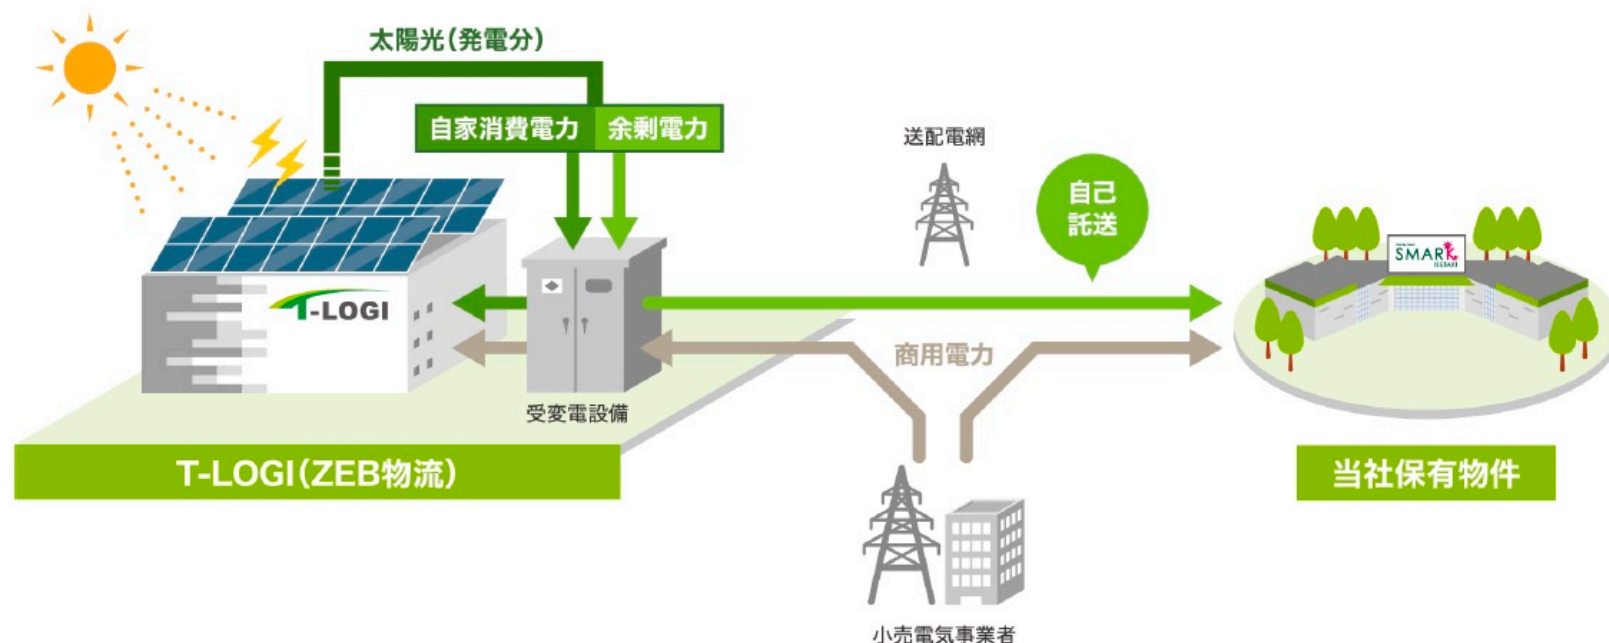 太陽光(発電分)
自家消費電力 余剰電力
送配電網
自己
託送
T-LOGI
SMARK
ISESAKI
商用電力
受変電設備
T-LOGI(ZEB物流)
当社保有物件
小売電気事業者